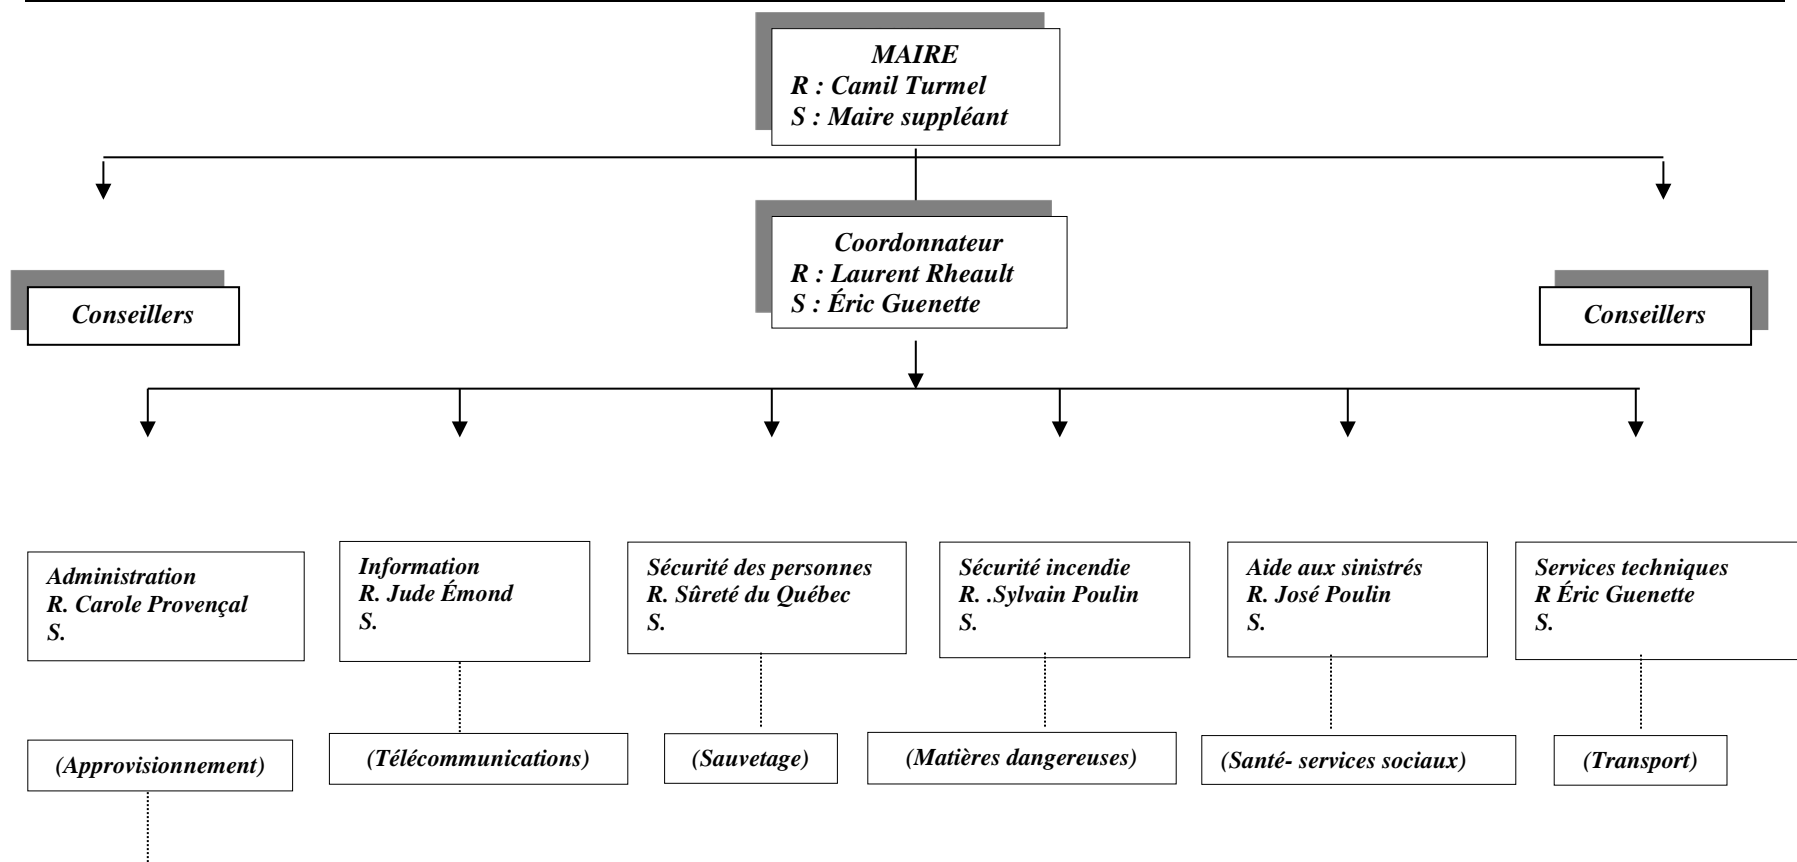 MAIRE
R : Camil Turmel
S : Maire suppléant
Coordonnateur
R : Laurent Rheault
S : Éric Guenette
Conseillers
Conseillers
Administration
R. Carole Provençal
S.
Information
R. Jude Émond
S.
Sécurité des personnes
R. Sûreté du Québec
S.
Sécurité incendie
R. .Sylvain Poulin
S.
Aide aux sinistrés
R. José Poulin
S.
Services techniques
R Éric Guenette
S.
(Approvisionnement)
(Télécommunications)
(Sauvetage)
(Matières dangereuses)
(Santé- services sociaux)
(Transport)